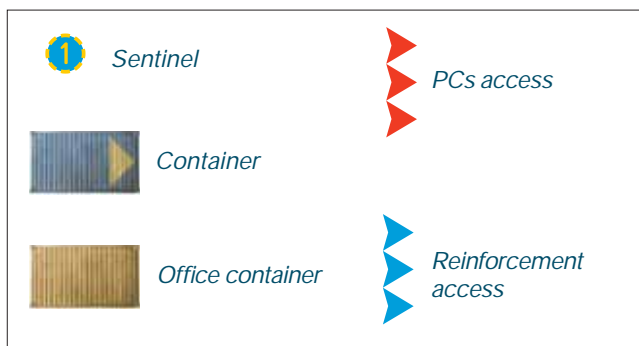 1
Sentinel
PCs access
Container
Office container
Reinforcement
access